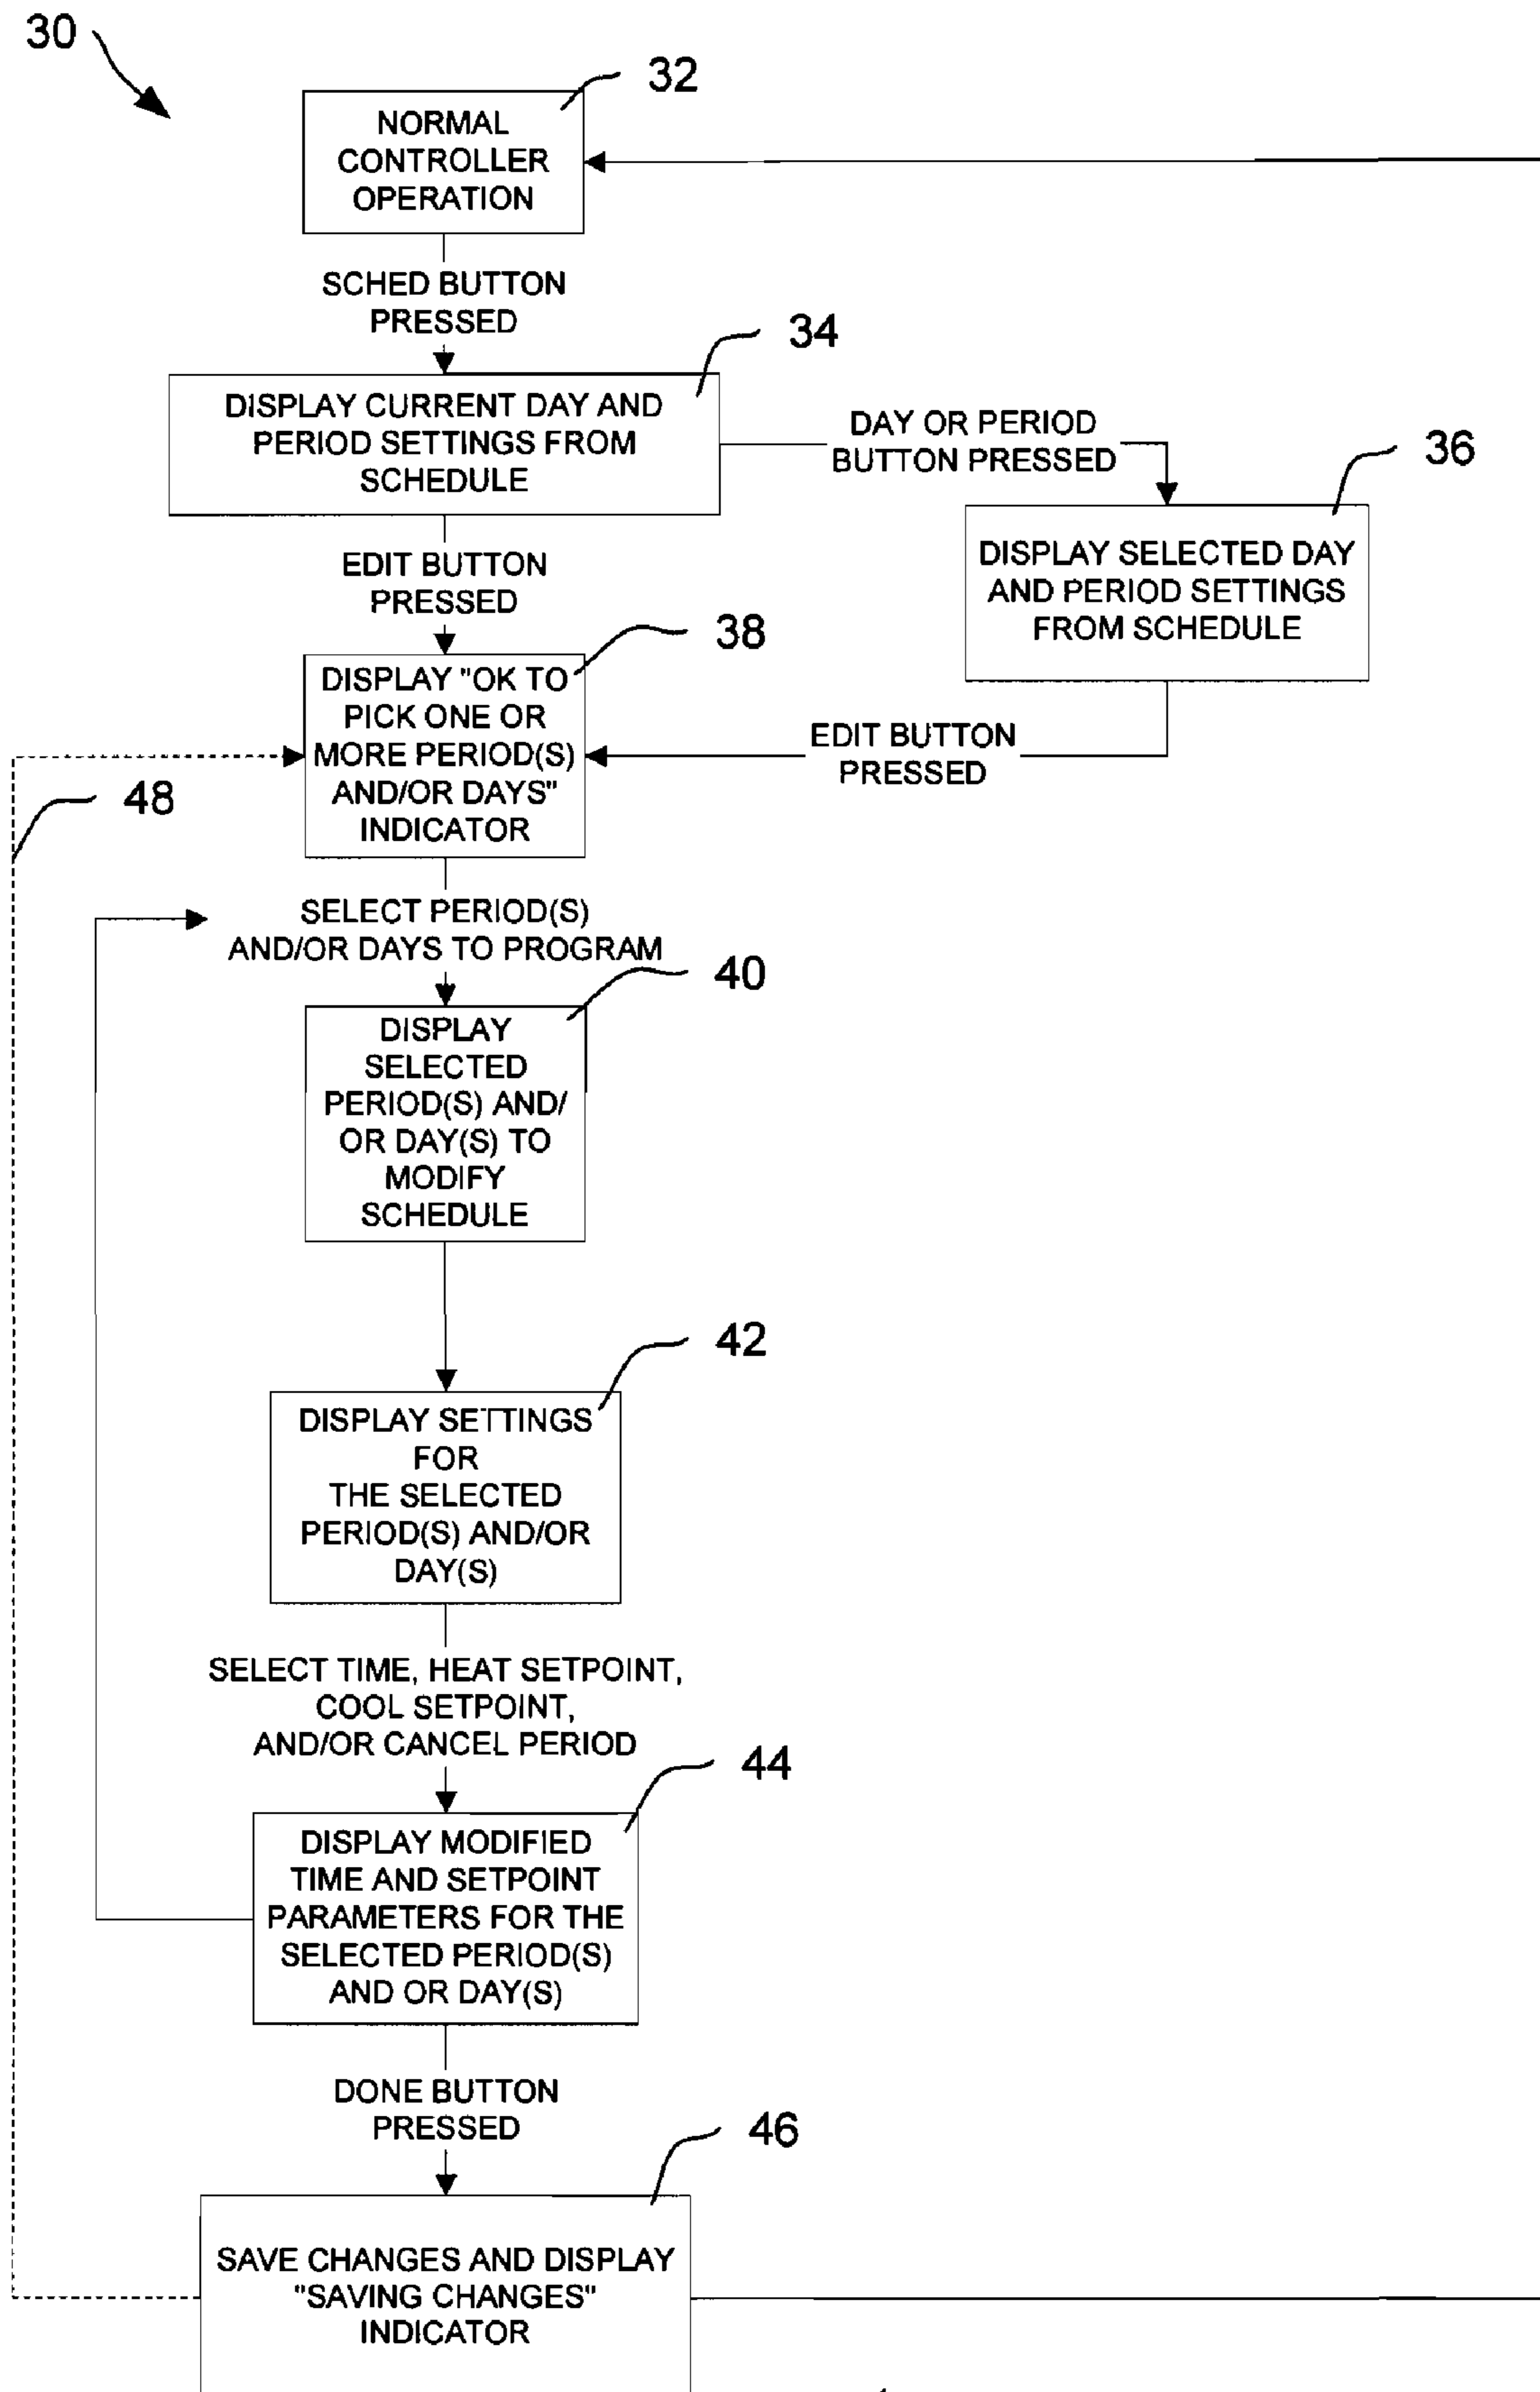 30
32
NORMAL
CONTROLLER
OPERATION
SCHED BUTTON
PRESSED
34
DISPLAY CURRENT DAY AND
PERIOD SETTINGS FROM
SCHEDULE
DAY OR PERIOD
BUTTON PRESSED
36
DISPLAY SELECTED DAY
AND PERIOD SETTINGS
FROM SCHEDULE
EDIT BUTTON
PRESSED
38
DISPLAY "OK TO
PICK ONE OR
MORE PERIOD(S)
AND/OR DAYS"
INDICATOR
EDIT BUTTON
PRESSED
48
SELECT PERIOD(S)
AND/OR DAYS TO PROGRAM
40
DISPLAY
SELECTED
PERIOD(S) AND/
OR DAY(S) TO
MODIFY
SCHEDULE
42
DISPLAY SETTINGS
FOR
THE SELECTED
PERIOD(S) AND/OR
DAY(S)
SELECT TIME, HEAT SETPOINT,
COOL SETPOINT,
AND/OR CANCEL PERIOD
44
DISPLAY MODIFIED
TIME AND SETPOINT
PARAMETERS FOR THE
SELECTED PERIOD(S)
AND OR DAY(S)
DONE BUTTON
PRESSED
46
SAVE CHANGES AND DISPLAY
"SAVING CHANGES"
INDICATOR